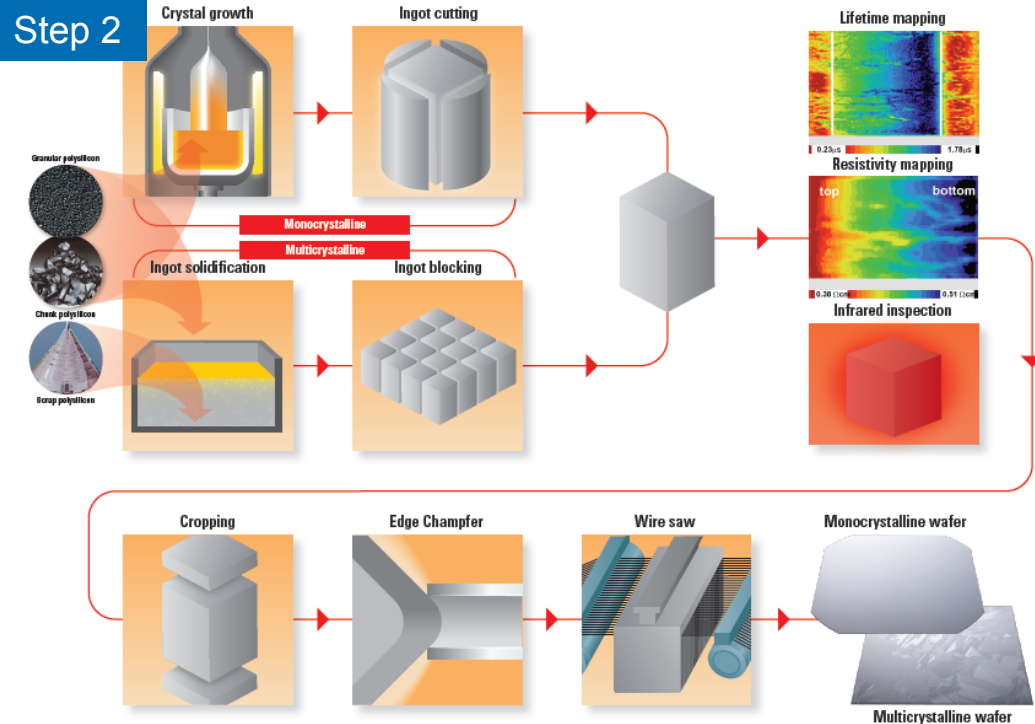 Step 2
Crystal growth
Ingot cutting
Lifetime mapping
0.23µs
1.78µs
Granular polysilicon
Resistivity mapping
top
bottom
Monocrystalline
Multicrystalline
Ingot solidification
Ingot blocking
0.36 Ωcm
0.51 Ωcm
Chunk polysilicon
Infrared inspection
Scrap polysilicon
Cropping
Edge Champfer
Wire saw
Monocrystalline wafer
Multicrystalline wafer